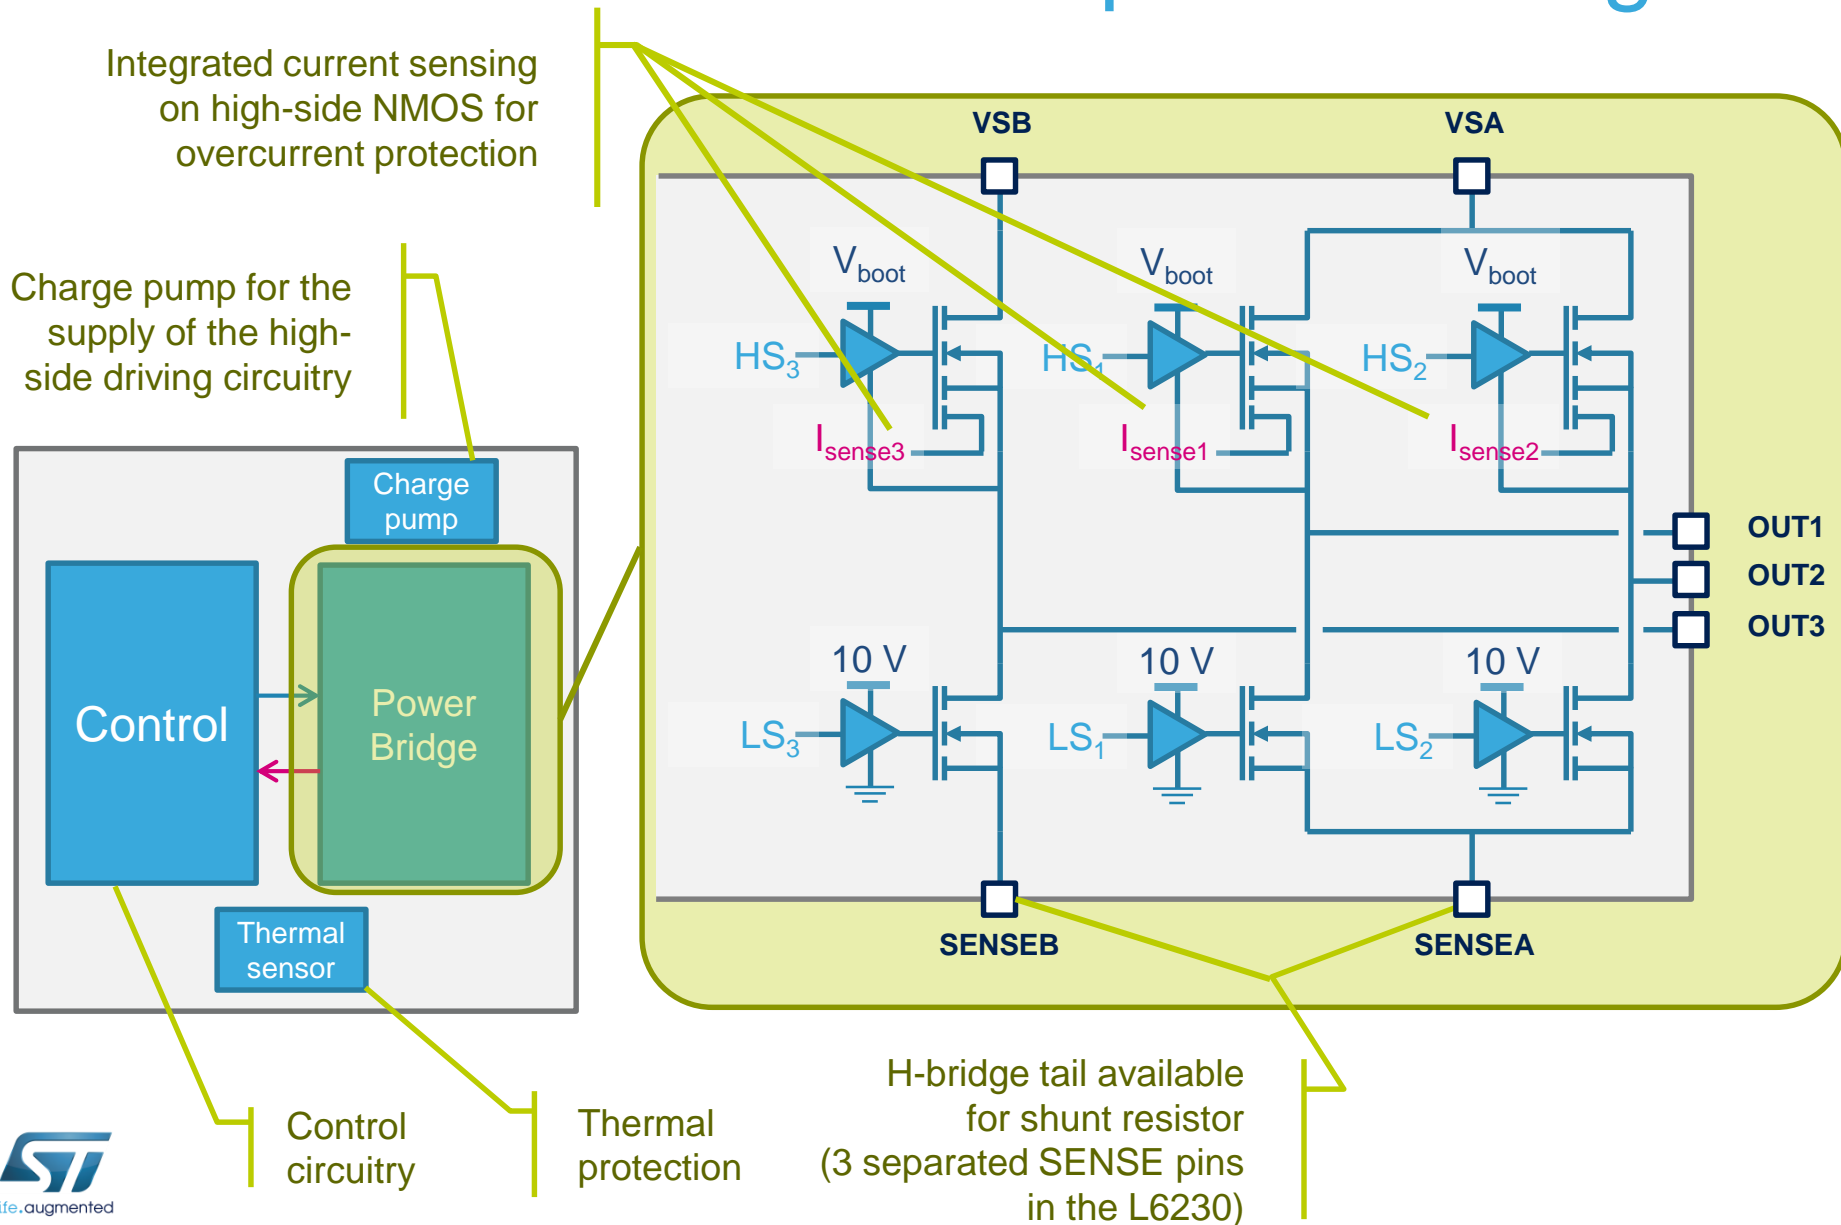 Integrated current sensing
on high-side NMOS for
overcurrent protection
Charge pump for the
supply of the high-
side driving circuitry
Charge
pump
Control
Power
Bridge
Thermal
sensor
Control
circuitry
Thermal
protection
VSB
VSA
Vboot
Vboot
Vboot
HS3
HS1
HS2
Isense3
Isense1
Isense2
OUT1
OUT2
OUT3
10 V
10 V
10 V
LS3
LS1
LS2
SENSEB
SENSEA
H-bridge tail available
for shunt resistor
(3 separated SENSE pins
in the L6230)
ST
life.augmented